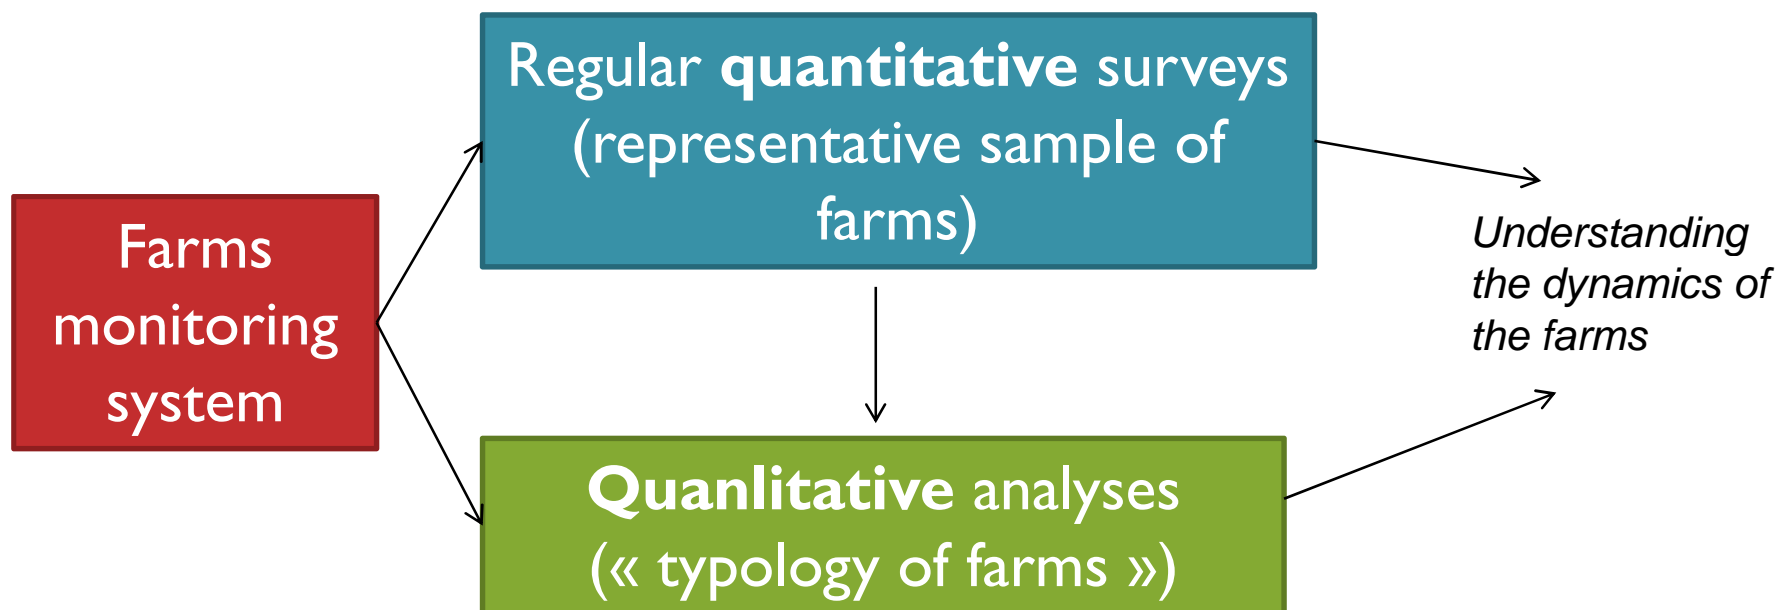 Farms
monitoring
system
Regular quantitative surveys
(representative sample of
farms)
Quanlitative analyses
(« typology of farms »)
Understanding
the dynamics of
the farms